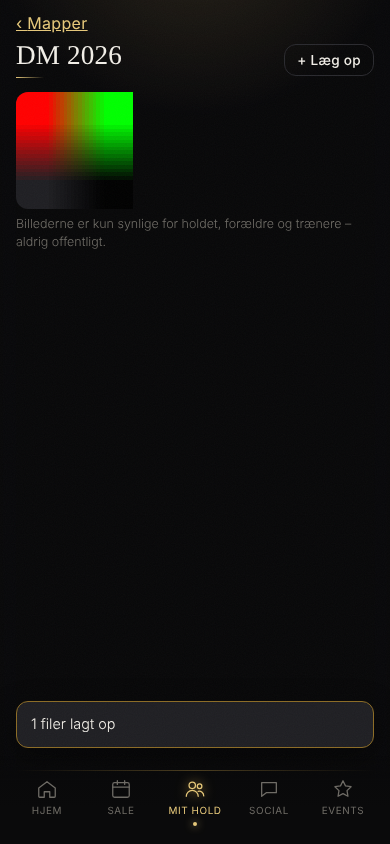 ‹ Mapper
DM 2026
+ Læg op
Billederne er kun synlige for holdet, forældre og trænere –
aldrig offentligt.
1 filer lagt op
HJEM
SALE
MIT HOLD
SOCIAL
EVENTS